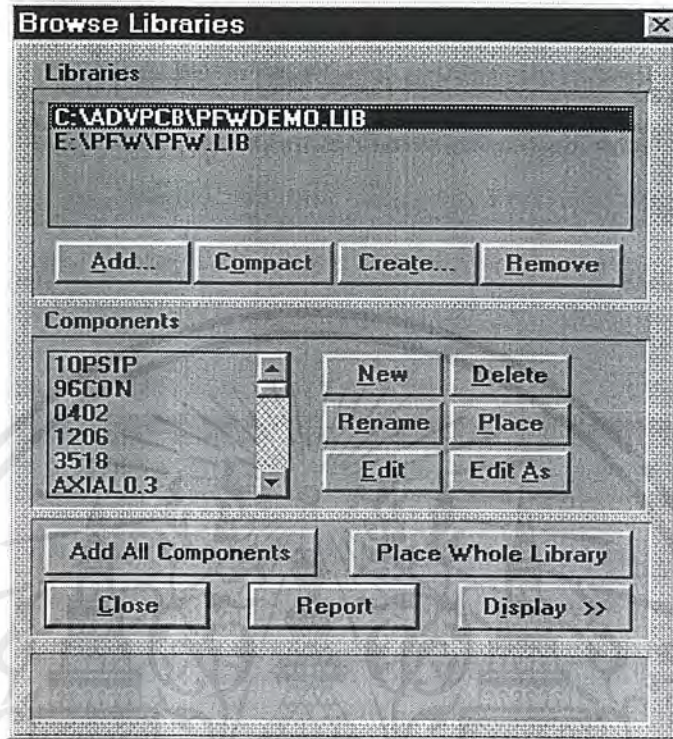 Browse Libraries
Libraries
C:\ADVPCB\PFWDEMO.LIB
E:\PFW\PFW.LIB
Add... Compact Create... Remove
Components
10PSIP
96CON
0402
1206
3518
AXIAL0.3
New Delete
Rename Place
Edit Edit As
Add All Components Place Whole Library
Close Report Display >>